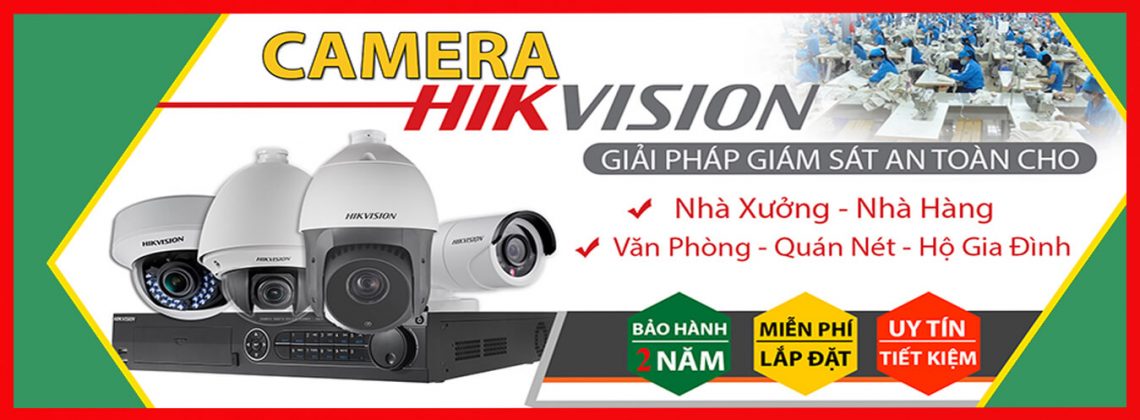 CAMERA
HIKVISION
GIẢI PHÁP GIÁM SÁT AN TOÀN CHO
Nhà Xưởng - Nhà Hàng
Văn Phòng - Quán Nét - Hộ Gia Đình
HIKVISION
HIKVISION
HIKVISION
HIKVISION
HIKVISION
BẢO HÀNH
2 NĂM
MIỄN PHÍ
LẮP ĐẶT
UY TÍN
TIẾT KIỆM